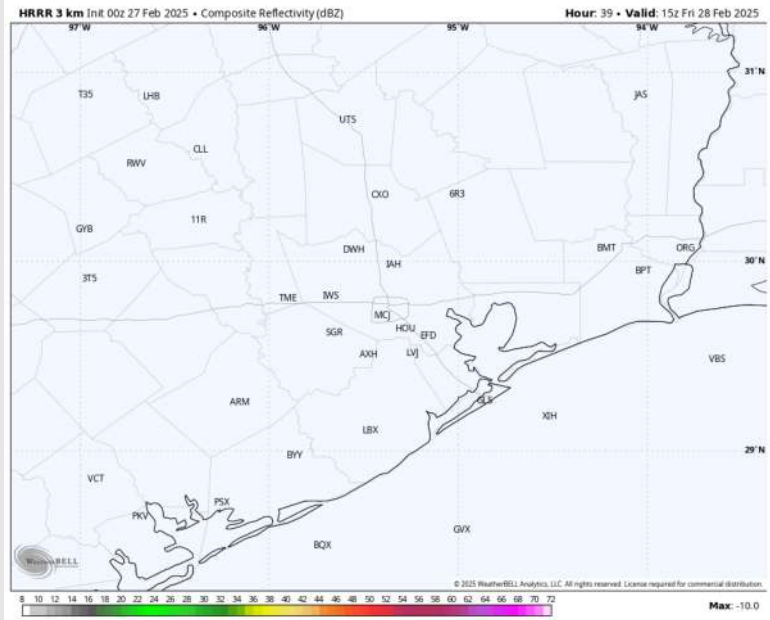 HRRR 3 km Init 00z 27 Feb 2025 • Composite Reflectivity (dBZ) Hour: 39 • Valid: 15z Fri 28 Feb 2025
97°W 96°W 95°W 94°W
31°N
T35 LHB JAS
UTS
CLL
RWV
CXO 6R3
11R
GYB
DWH BMT ORG
IAH 30°N
3T5 BPT
TME IWS
MCJ
SGR HOU EFD
AXH LVJ VBS
ARM GLS
XIH
LBX
BYY 29°N
VCT
PSX
PKV
GVX
BQX
WeatherBELL
© 2025 WeatherBELL Analytics, LLC. All rights reserved. License required for commercial distribution.
8 10 12 14 16 18 20 22 24 26 28 30 32 34 36 38 40 42 44 46 48 50 52 54 56 58 60 62 64 66 68 70 72 Max: -10.0